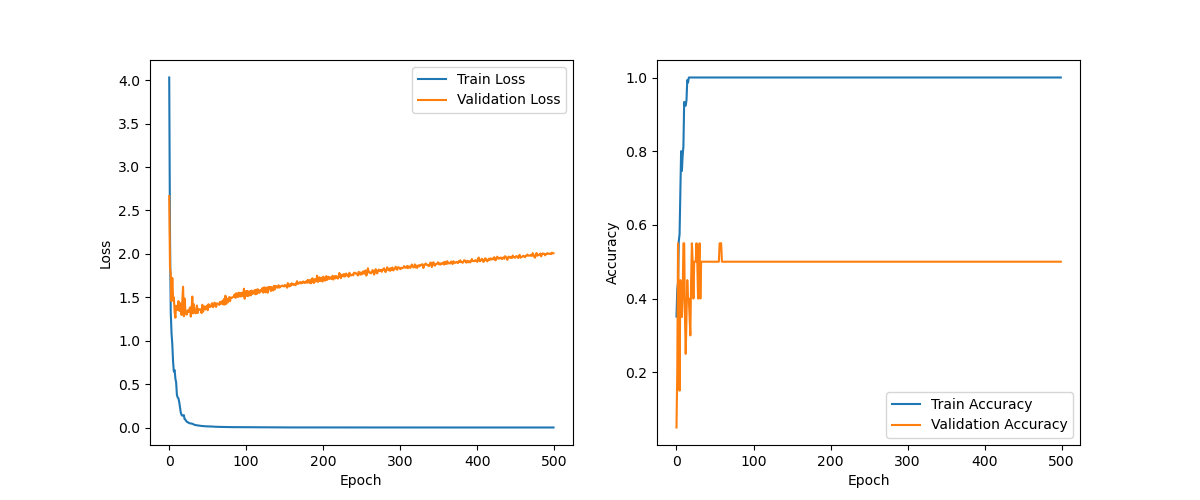 4.0
3.5
3.0
2.5
2.0
1.5
1.0
0.5
0.0
Loss
0 100 200 300 400 500
Epoch
Train Loss
Validation Loss
1.0
0.8
0.6
0.4
0.2
Accuracy
0 100 200 300 400 500
Epoch
Train Accuracy
Validation Accuracy